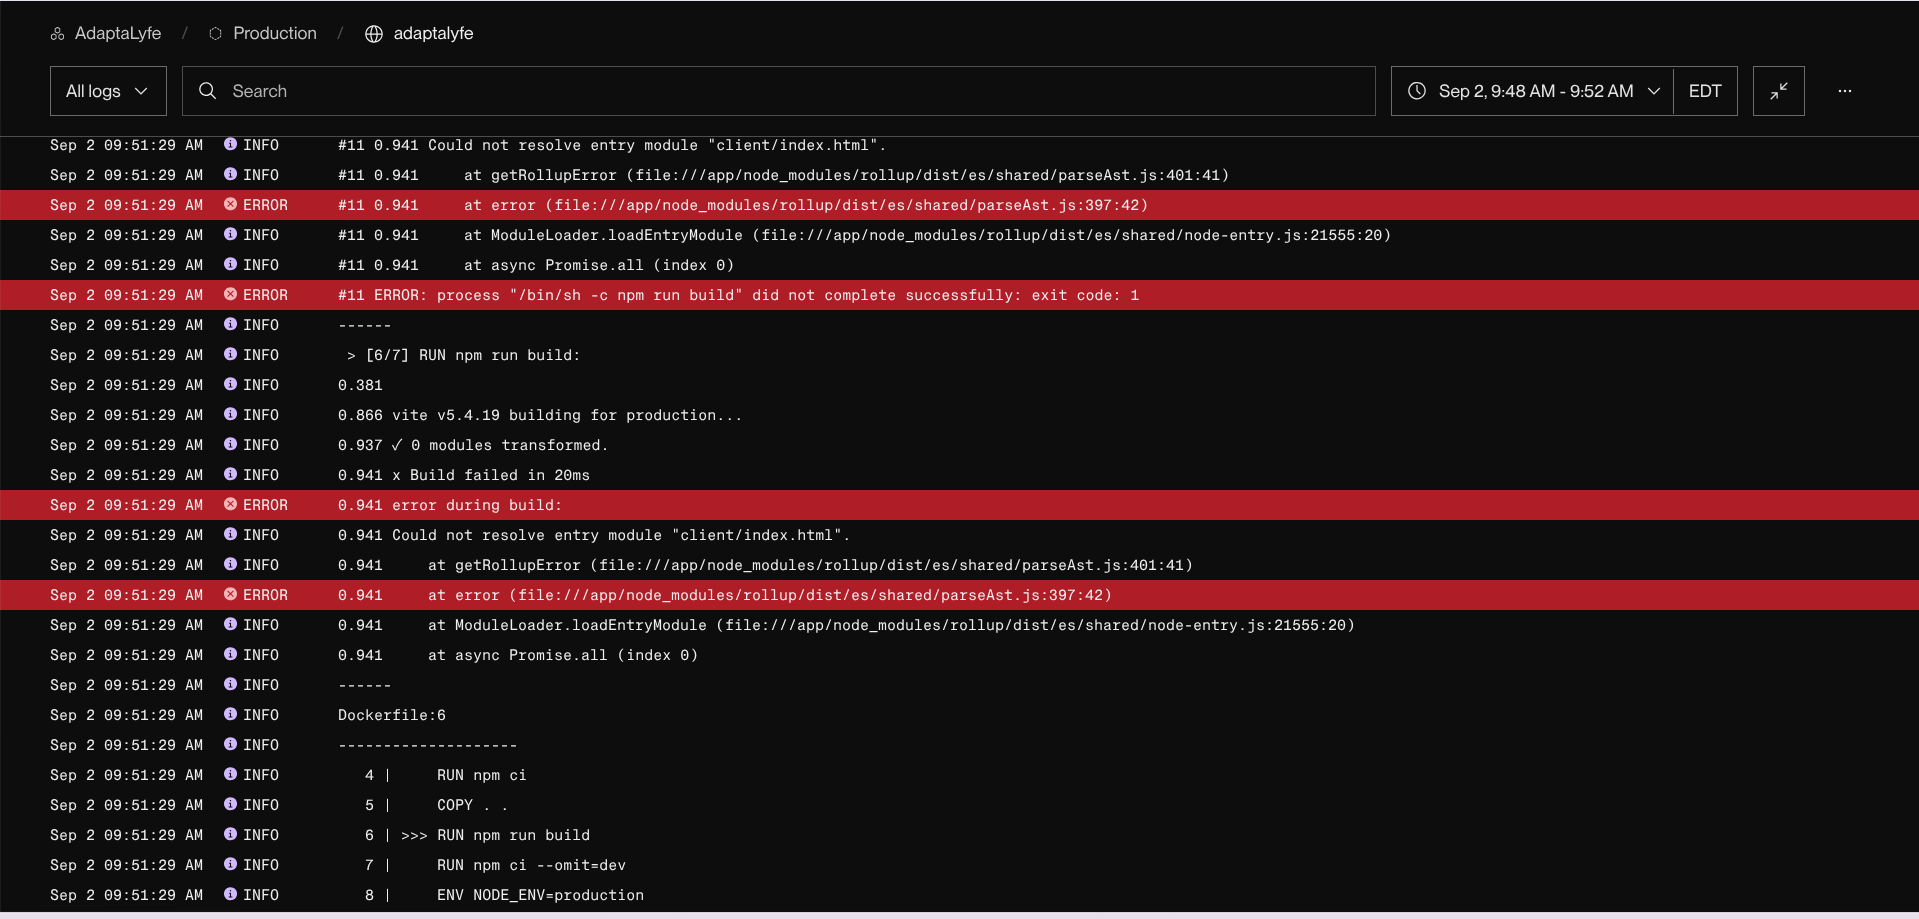 AdaptaLyfe / Production / adaptalyfe
All logs Search Sep 2, 9:48 AM - 9:52 AM EDT ...
Sep 2 09:51:29 AM INFO #11 0.941 Could not resolve entry module "client/index.html".
Sep 2 09:51:29 AM INFO #11 0.941     at getRollupError (file:///app/node_modules/rollup/dist/es/shared/parseAst.js:401:41)
Sep 2 09:51:29 AM ERROR #11 0.941     at error (file:///app/node_modules/rollup/dist/es/shared/parseAst.js:397:42)
Sep 2 09:51:29 AM INFO #11 0.941     at ModuleLoader.loadEntryModule (file:///app/node_modules/rollup/dist/es/shared/node-entry.js:21555:20)
Sep 2 09:51:29 AM INFO #11 0.941     at async Promise.all (index 0)
Sep 2 09:51:29 AM ERROR #11 ERROR: process "/bin/sh -c npm run build" did not complete successfully: exit code: 1
Sep 2 09:51:29 AM INFO ------
Sep 2 09:51:29 AM INFO  > [6/7] RUN npm run build:
Sep 2 09:51:29 AM INFO 0.381
Sep 2 09:51:29 AM INFO 0.866 vite v5.4.19 building for production...
Sep 2 09:51:29 AM INFO 0.937 ✓ 0 modules transformed.
Sep 2 09:51:29 AM INFO 0.941 x Build failed in 20ms
Sep 2 09:51:29 AM ERROR 0.941 error during build:
Sep 2 09:51:29 AM INFO 0.941 Could not resolve entry module "client/index.html".
Sep 2 09:51:29 AM INFO 0.941     at getRollupError (file:///app/node_modules/rollup/dist/es/shared/parseAst.js:401:41)
Sep 2 09:51:29 AM ERROR 0.941     at error (file:///app/node_modules/rollup/dist/es/shared/parseAst.js:397:42)
Sep 2 09:51:29 AM INFO 0.941     at ModuleLoader.loadEntryModule (file:///app/node_modules/rollup/dist/es/shared/node-entry.js:21555:20)
Sep 2 09:51:29 AM INFO 0.941     at async Promise.all (index 0)
Sep 2 09:51:29 AM INFO ------
Sep 2 09:51:29 AM INFO Dockerfile:6
Sep 2 09:51:29 AM INFO --------------------
Sep 2 09:51:29 AM INFO    4 |     RUN npm ci
Sep 2 09:51:29 AM INFO    5 |     COPY . .
Sep 2 09:51:29 AM INFO    6 | >>> RUN npm run build
Sep 2 09:51:29 AM INFO    7 |     RUN npm ci --omit=dev
Sep 2 09:51:29 AM INFO    8 |     ENV NODE_ENV=production